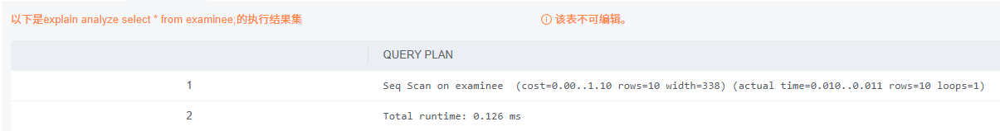 以下是explain analyze select * from examinee;的执行结果集 该表不可编辑。
QUERY PLAN
1 Seq Scan on examinee (cost=0.00..1.10 rows=10 width=338) (actual time=0.010..0.011 rows=10 loops=1)
2 Total runtime: 0.126 ms